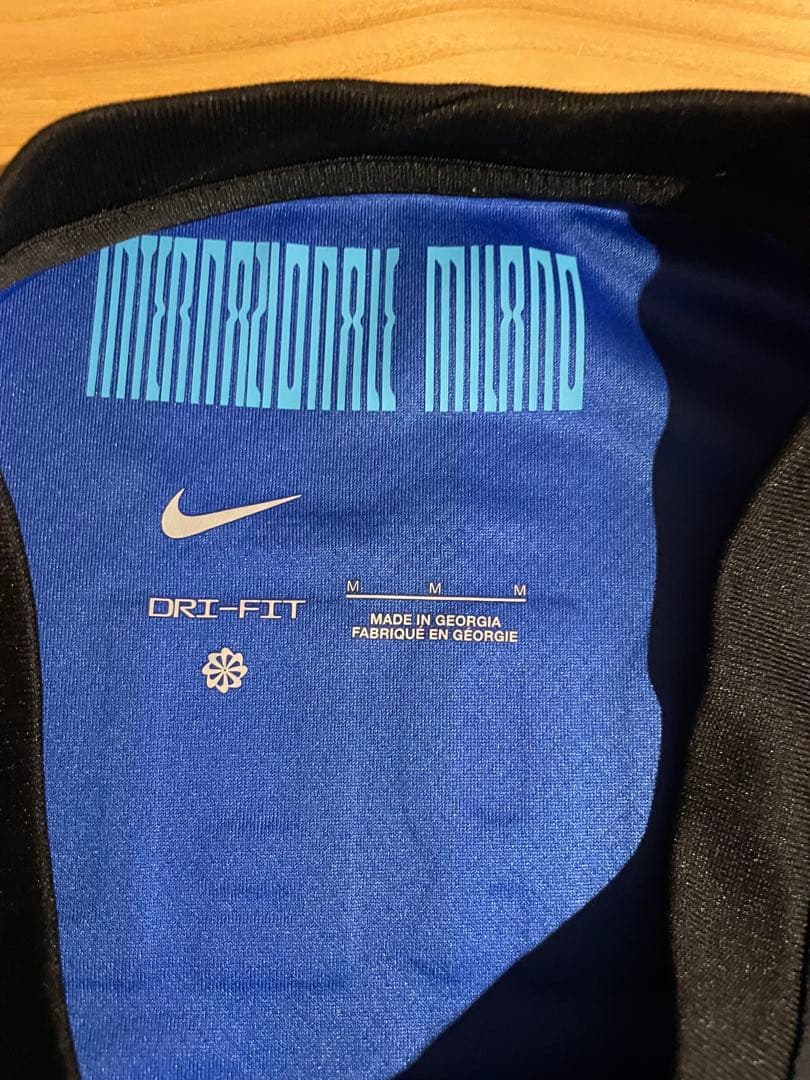 INTERNAZIONALE MILANO
DRI-FIT
M M M
MADE IN GEORGIA
FABRIQUÉ EN GÉORGIE